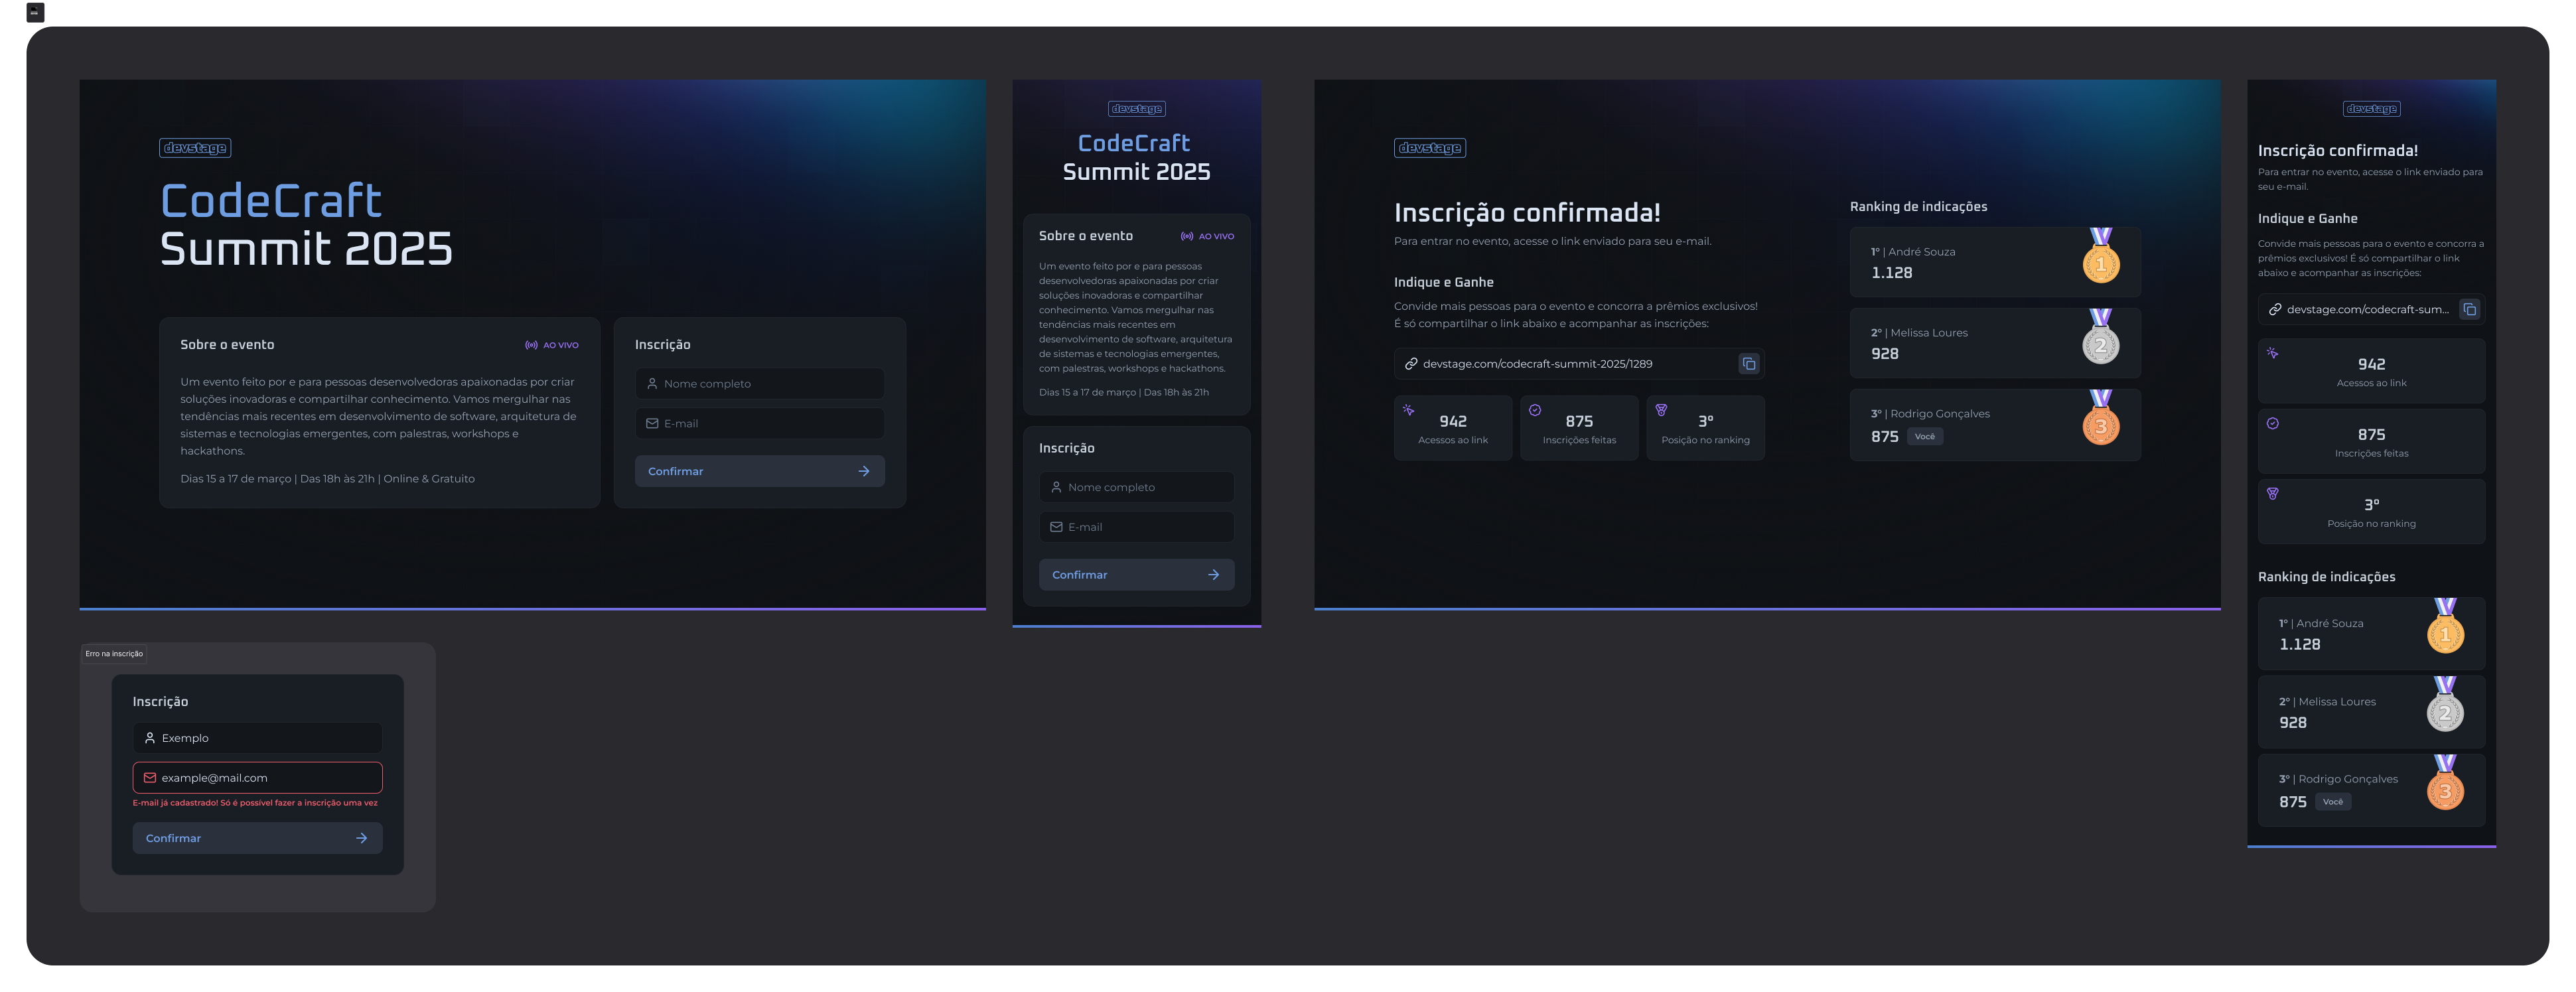 devstage
CodeCraft
Summit 2025
Sobre o evento
AO VIVO
Um evento feito por e para pessoas desenvolvedoras apaixonadas por criar
soluções inovadoras e compartilhar conhecimento. Vamos mergulhar nas
tendências mais recentes em desenvolvimento de software, arquitetura de
sistemas e tecnologias emergentes, com palestras, workshops e
hackathons.
Dias 15 a 17 de março | Das 18h às 21h | Online & Gratuito
Inscrição
Nome completo
E-mail
Confirmar
devstage
CodeCraft
Summit 2025
Sobre o evento
AO VIVO
Um evento feito por e para pessoas
desenvolvedoras apaixonadas por criar
soluções inovadoras e compartilhar
conhecimento. Vamos mergulhar nas
tendências mais recentes em
desenvolvimento de software, arquitetura
de sistemas e tecnologias emergentes,
com palestras, workshops e hackathons.
Dias 15 a 17 de março | Das 18h às 21h
Inscrição
Nome completo
E-mail
Confirmar
devstage
Inscrição confirmada!
Para entrar no evento, acesse o link enviado para seu e-mail.
Indique e Ganhe
Convide mais pessoas para o evento e concorra a prêmios exclusivos!
É só compartilhar o link abaixo e acompanhar as inscrições:
devstage.com/codecraft-summit-2025/1289
942
Acessos ao link
875
Inscrições feitas
3º
Posição no ranking
Ranking de indicações
1º | André Souza
1.128
1
2º | Melissa Loures
928
2
3º | Rodrigo Gonçalves
875
Você
3
devstage
Inscrição confirmada!
Para entrar no evento, acesse o link enviado para
seu e-mail.
Indique e Ganhe
Convide mais pessoas para o evento e concorra a
prêmios exclusivos! É só compartilhar o link
abaixo e acompanhar as inscrições:
devstage.com/codecraft-sum...
942
Acessos ao link
875
Inscrições feitas
3º
Posição no ranking
Ranking de indicações
1º | André Souza
1.128
1
2º | Melissa Loures
928
2
3º | Rodrigo Gonçalves
875
Você
3
Erro na inscrição
Inscrição
Exemplo
example@mail.com
E-mail já cadastrado! Só é possível fazer a inscrição uma vez
Confirmar